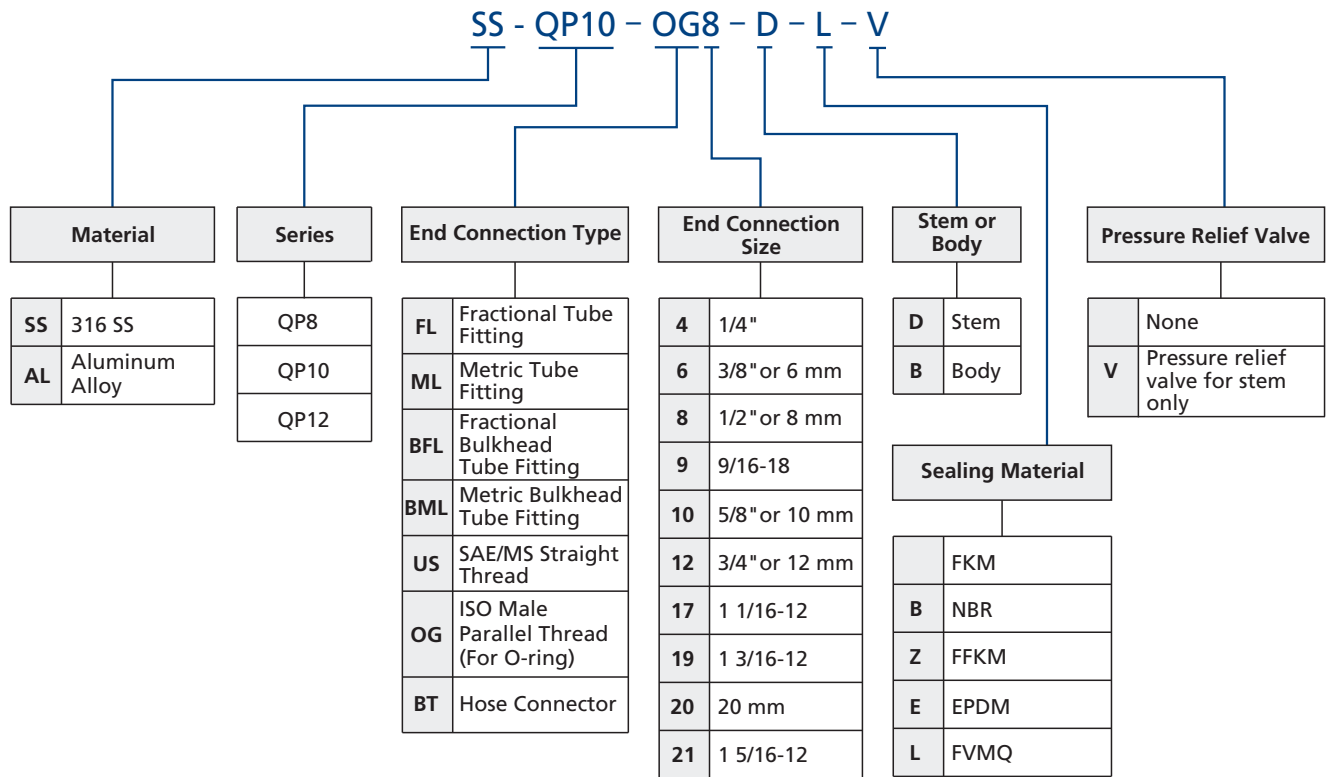 SS - QP10 – OG8 – D – L – V
Material
SS 316 SS
AL Aluminum
Alloy
Series
QP8
QP10
QP12
End Connection Type
FL Fractional Tube
Fitting
ML Metric Tube
Fitting
BFL Fractional
Bulkhead
Tube Fitting
BML Metric Bulkhead
Tube Fitting
US SAE/MS Straight
Thread
OG ISO Male
Parallel Thread
(For O-ring)
BT Hose Connector
End Connection
Size
4 1/4"
6 3/8"or 6 mm
8 1/2"or 8 mm
9 9/16-18
10 5/8"or 10 mm
12 3/4"or 12 mm
17 1 1/16-12
19 1 3/16-12
20 20 mm
21 1 5/16-12
Stem or
Body
D Stem
B Body
Sealing Material
FKM
B NBR
Z FFKM
E EPDM
L FVMQ
Pressure Relief Valve
None
V Pressure relief
valve for stem
only